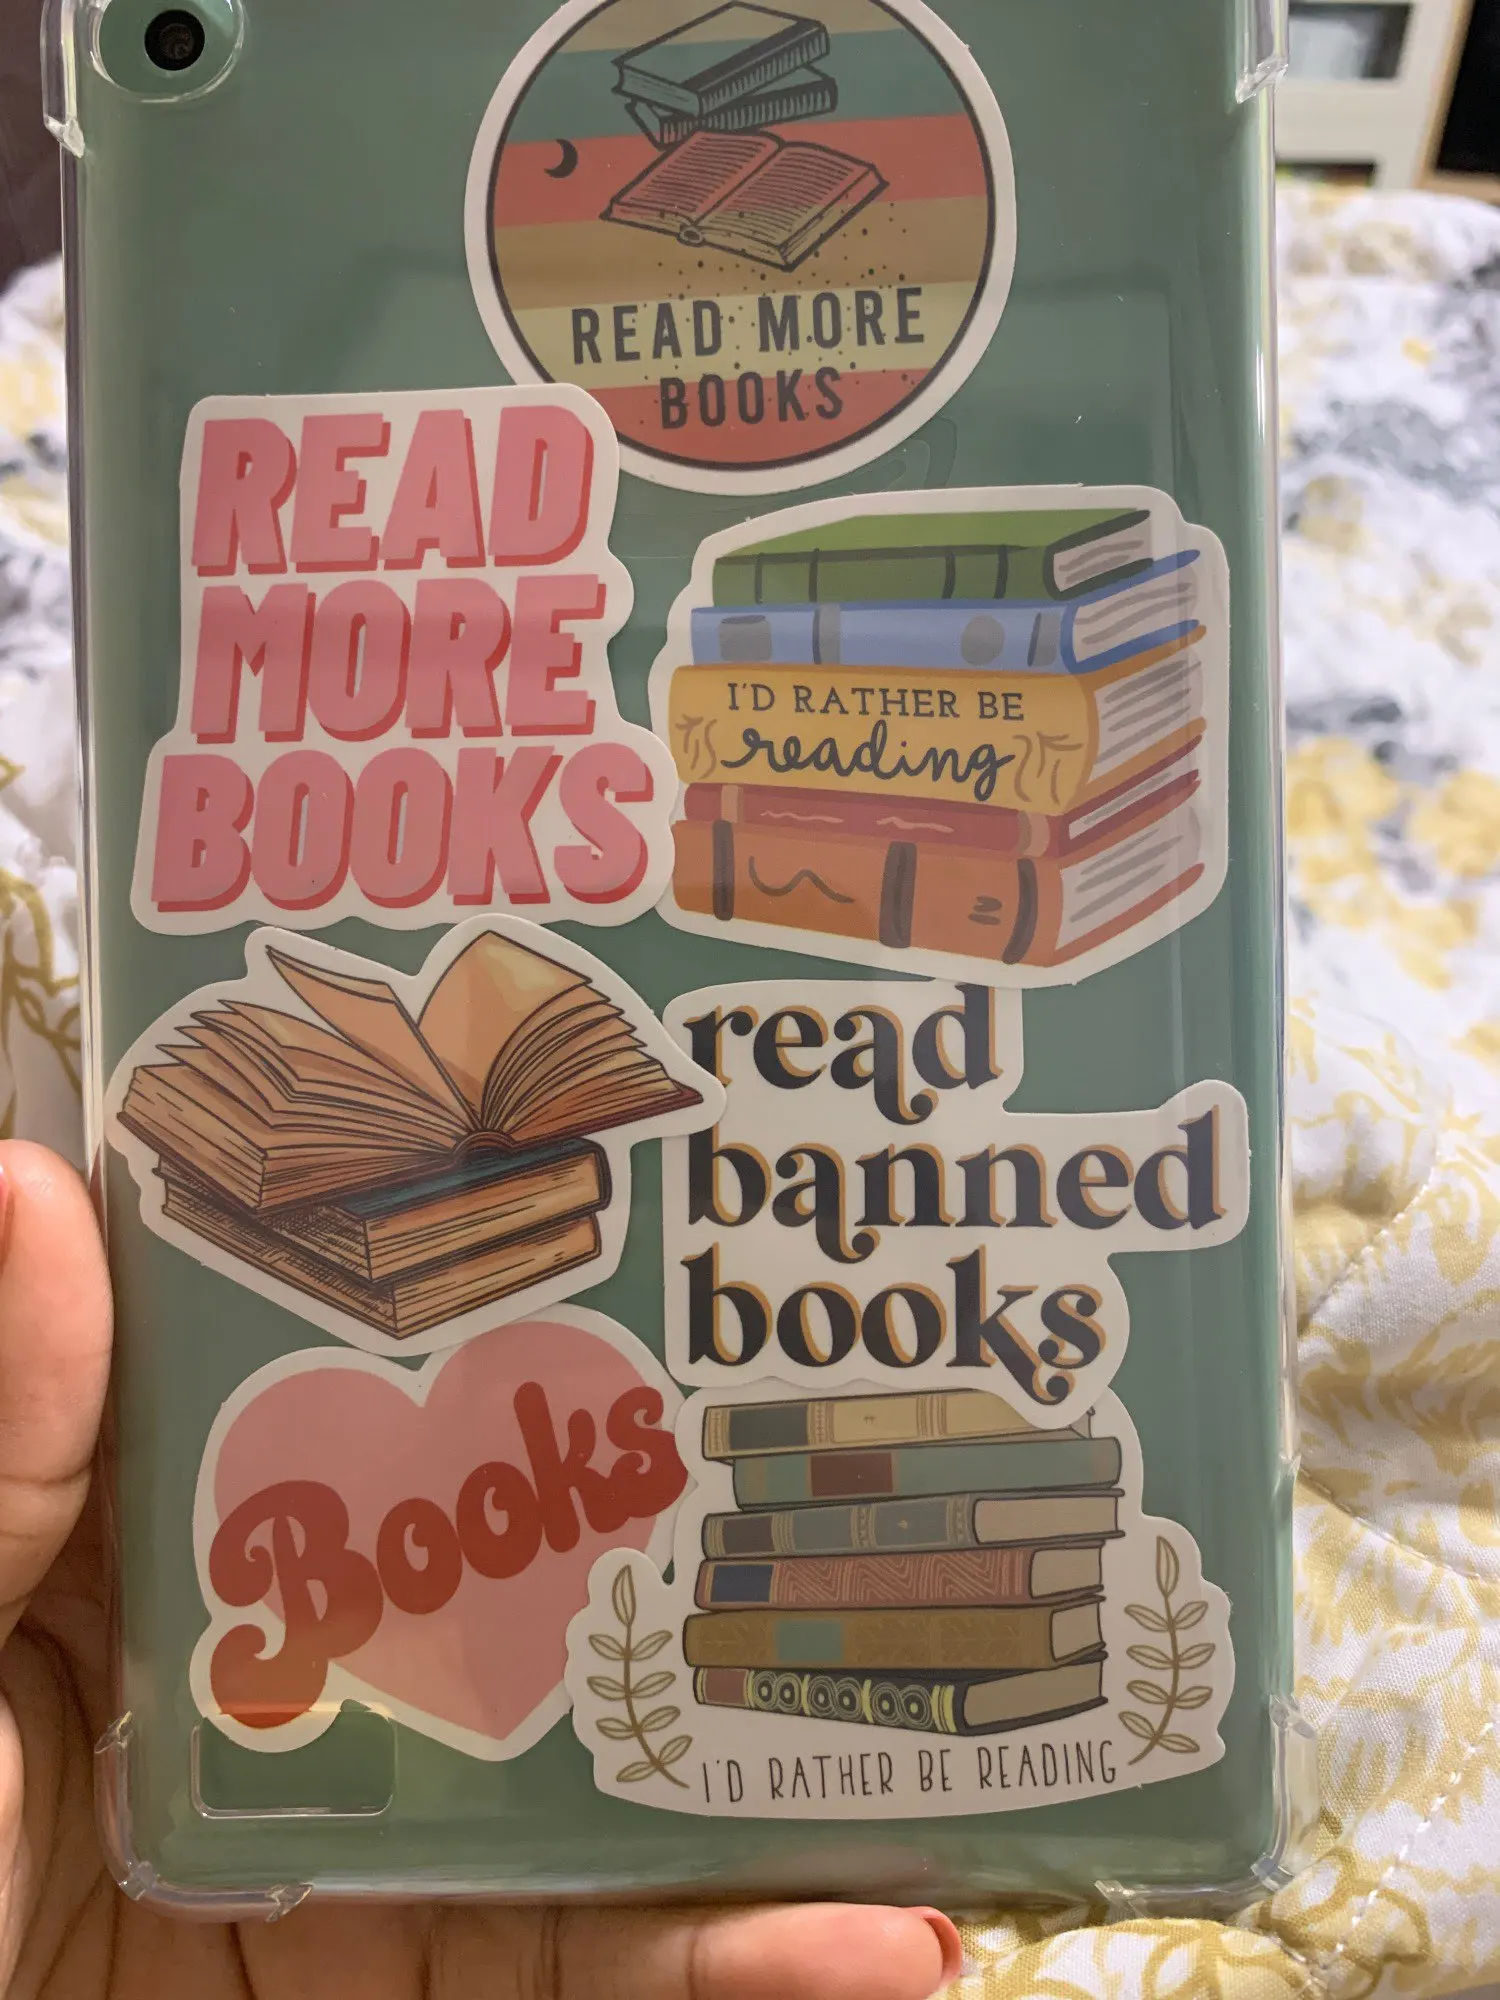 READ MORE
BOOKS
READ
MORE
BOOKS
I'D RATHER BE
reading
read
banned
books
Books
I'D RATHER BE READING